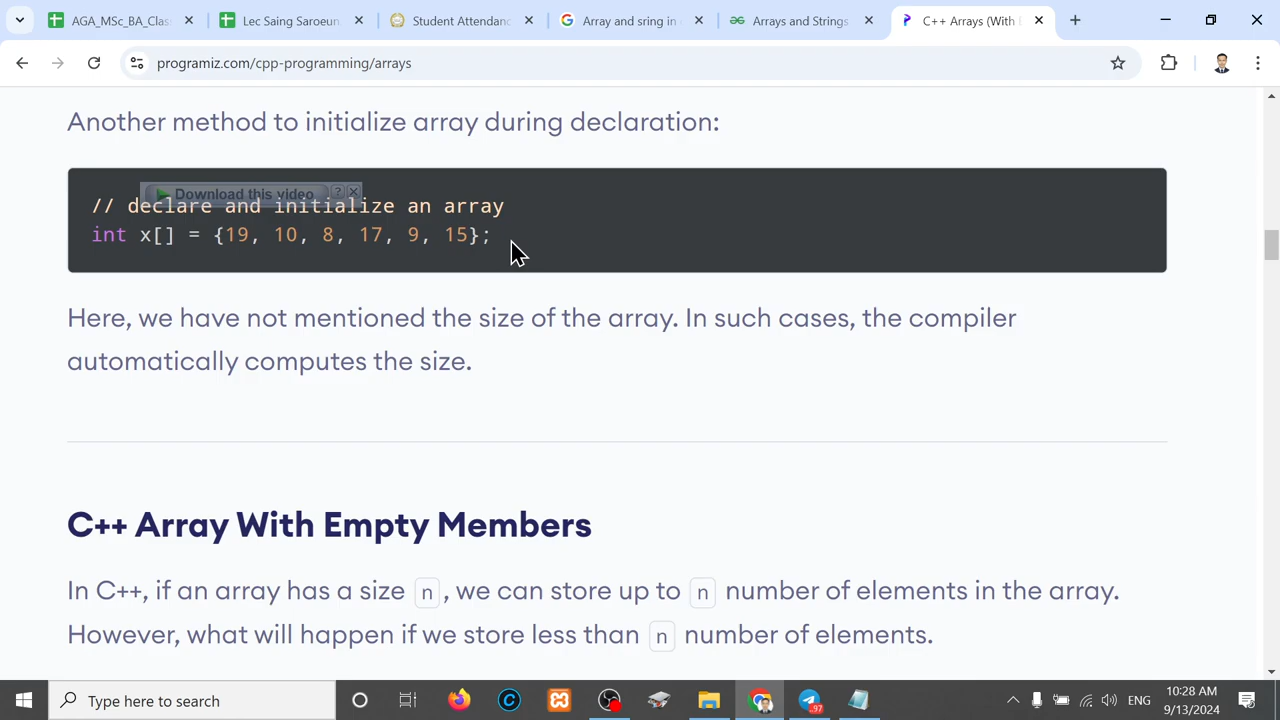 AGA_MSc_BA_Clas
Lec Saing Saroeun
Student Attendanc
Array and sring in
Arrays and Strings
C++ Arrays (With
programiz.com/cpp-programming/arrays
Another method to initialize array during declaration:
Download this video
// declare and initialize an array
int x[] = {19, 10, 8, 17, 9, 15};
Here, we have not mentioned the size of the array. In such cases, the compiler
automatically computes the size.
C++ Array With Empty Members
In C++, if an array has a size n, we can store up to n number of elements in the array.
However, what will happen if we store less than n number of elements.
Type here to search
.97
ENG
10:28 AM
9/13/2024